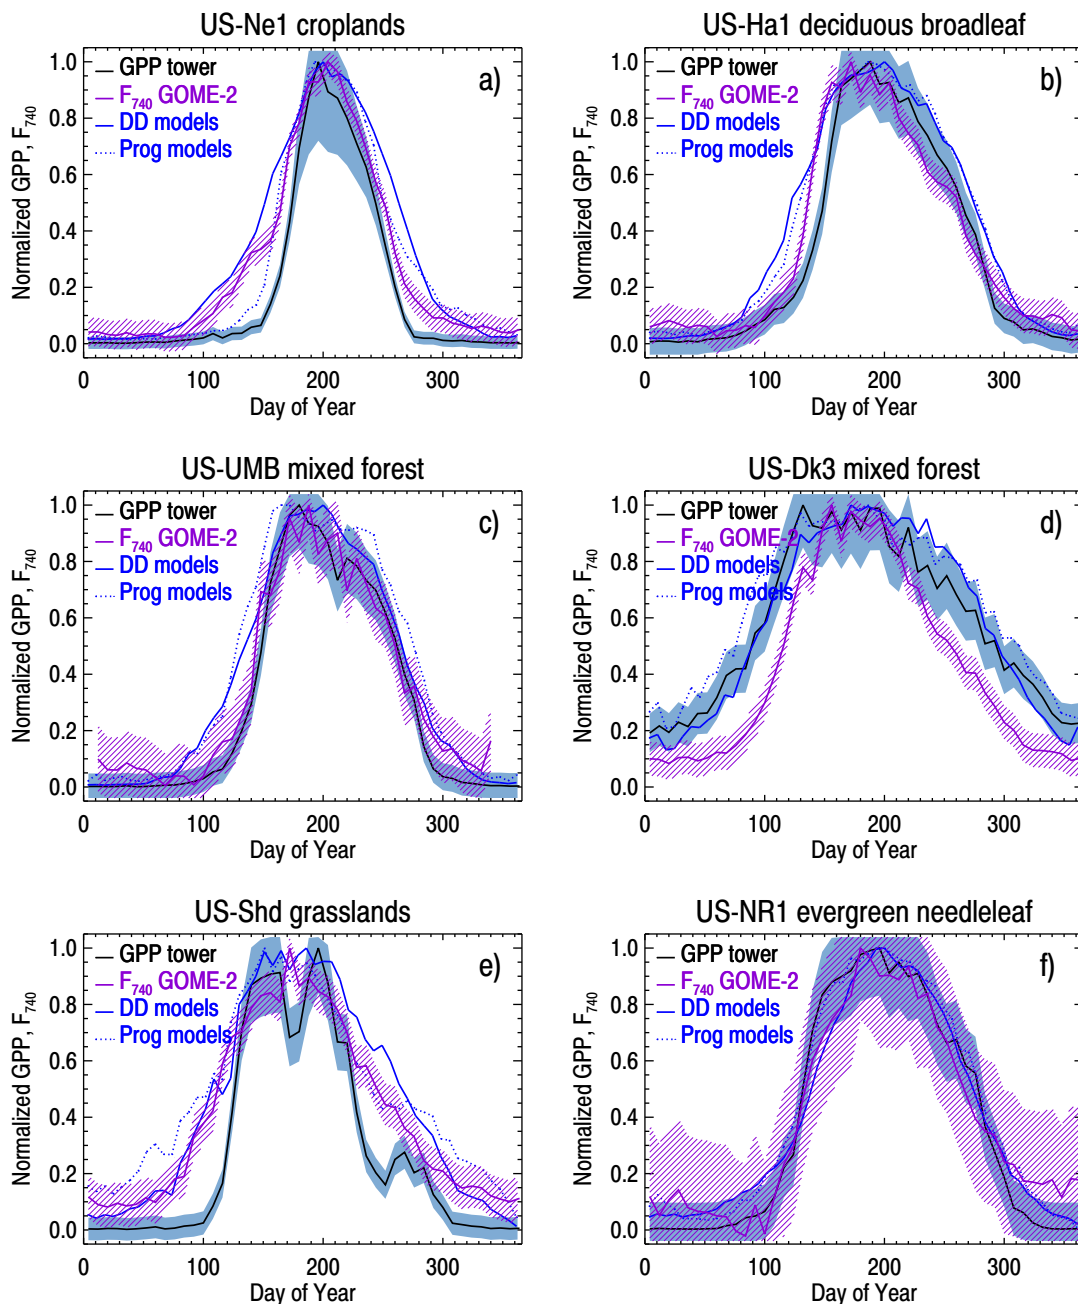 US-Ne1 croplands
Normalized GPP, F740
1.0
0.8
0.6
0.4
0.2
0.0
GPP tower
F740 GOME-2
DD models
Prog models
a)
0 100 200 300
Day of Year
US-Ha1 deciduous broadleaf
Normalized GPP, F740
1.0
0.8
0.6
0.4
0.2
0.0
GPP tower
F740 GOME-2
DD models
Prog models
b)
0 100 200 300
Day of Year
US-UMB mixed forest
Normalized GPP, F740
1.0
0.8
0.6
0.4
0.2
0.0
GPP tower
F740 GOME-2
DD models
Prog models
c)
0 100 200 300
Day of Year
US-Dk3 mixed forest
Normalized GPP, F740
1.0
0.8
0.6
0.4
0.2
0.0
GPP tower
F740 GOME-2
DD models
Prog models
d)
0 100 200 300
Day of Year
US-Shd grasslands
Normalized GPP, F740
1.0
0.8
0.6
0.4
0.2
0.0
GPP tower
F740 GOME-2
DD models
Prog models
e)
0 100 200 300
Day of Year
US-NR1 evergreen needleleaf
Normalized GPP, F740
1.0
0.8
0.6
0.4
0.2
0.0
GPP tower
F740 GOME-2
DD models
Prog models
f)
0 100 200 300
Day of Year